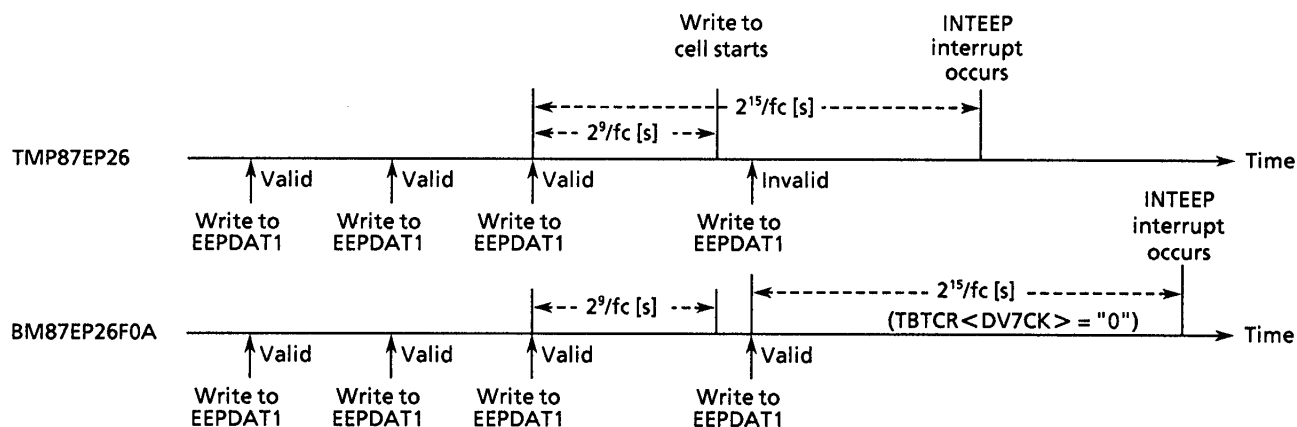 Write to
cell starts
INTEEP
interrupt
occurs
2¹⁵/fc [s]
2⁹/fc [s]
TMP87EP26
Time
Valid
Valid
Valid
Invalid
Write to
EEPDAT1
Write to
EEPDAT1
Write to
EEPDAT1
Write to
EEPDAT1
INTEEP
interrupt
occurs
2⁹/fc [s]
2¹⁵/fc [s]
(TBTCR<DV7CK> = "0")
BM87EP26F0A
Time
Valid
Valid
Valid
Valid
Write to
EEPDAT1
Write to
EEPDAT1
Write to
EEPDAT1
Write to
EEPDAT1